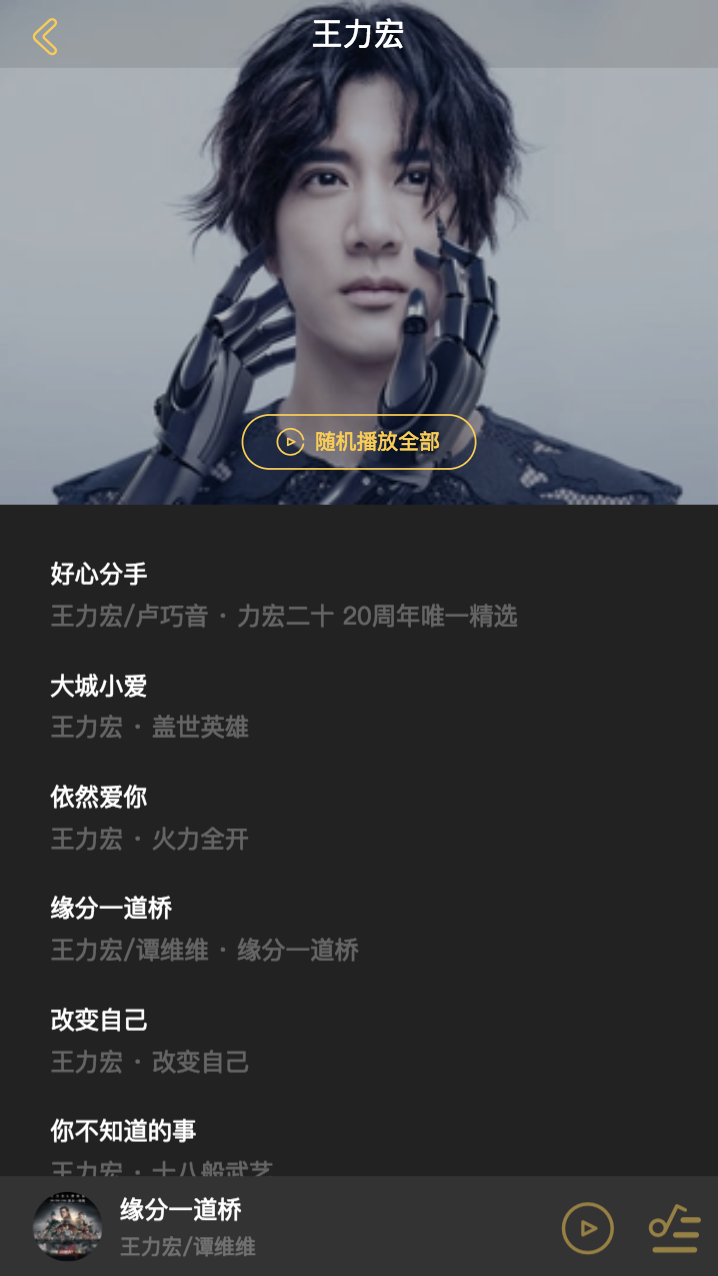 王力宏
随机播放全部
好心分手
王力宏/卢巧音 · 力宏二十 20周年唯一精选
大城小爱
王力宏 · 盖世英雄
依然爱你
王力宏 · 火力全开
缘分一道桥
王力宏/谭维维 · 缘分一道桥
改变自己
王力宏 · 改变自己
你不知道的事
王力宏 · 十八般武艺
缘分一道桥
王力宏/谭维维